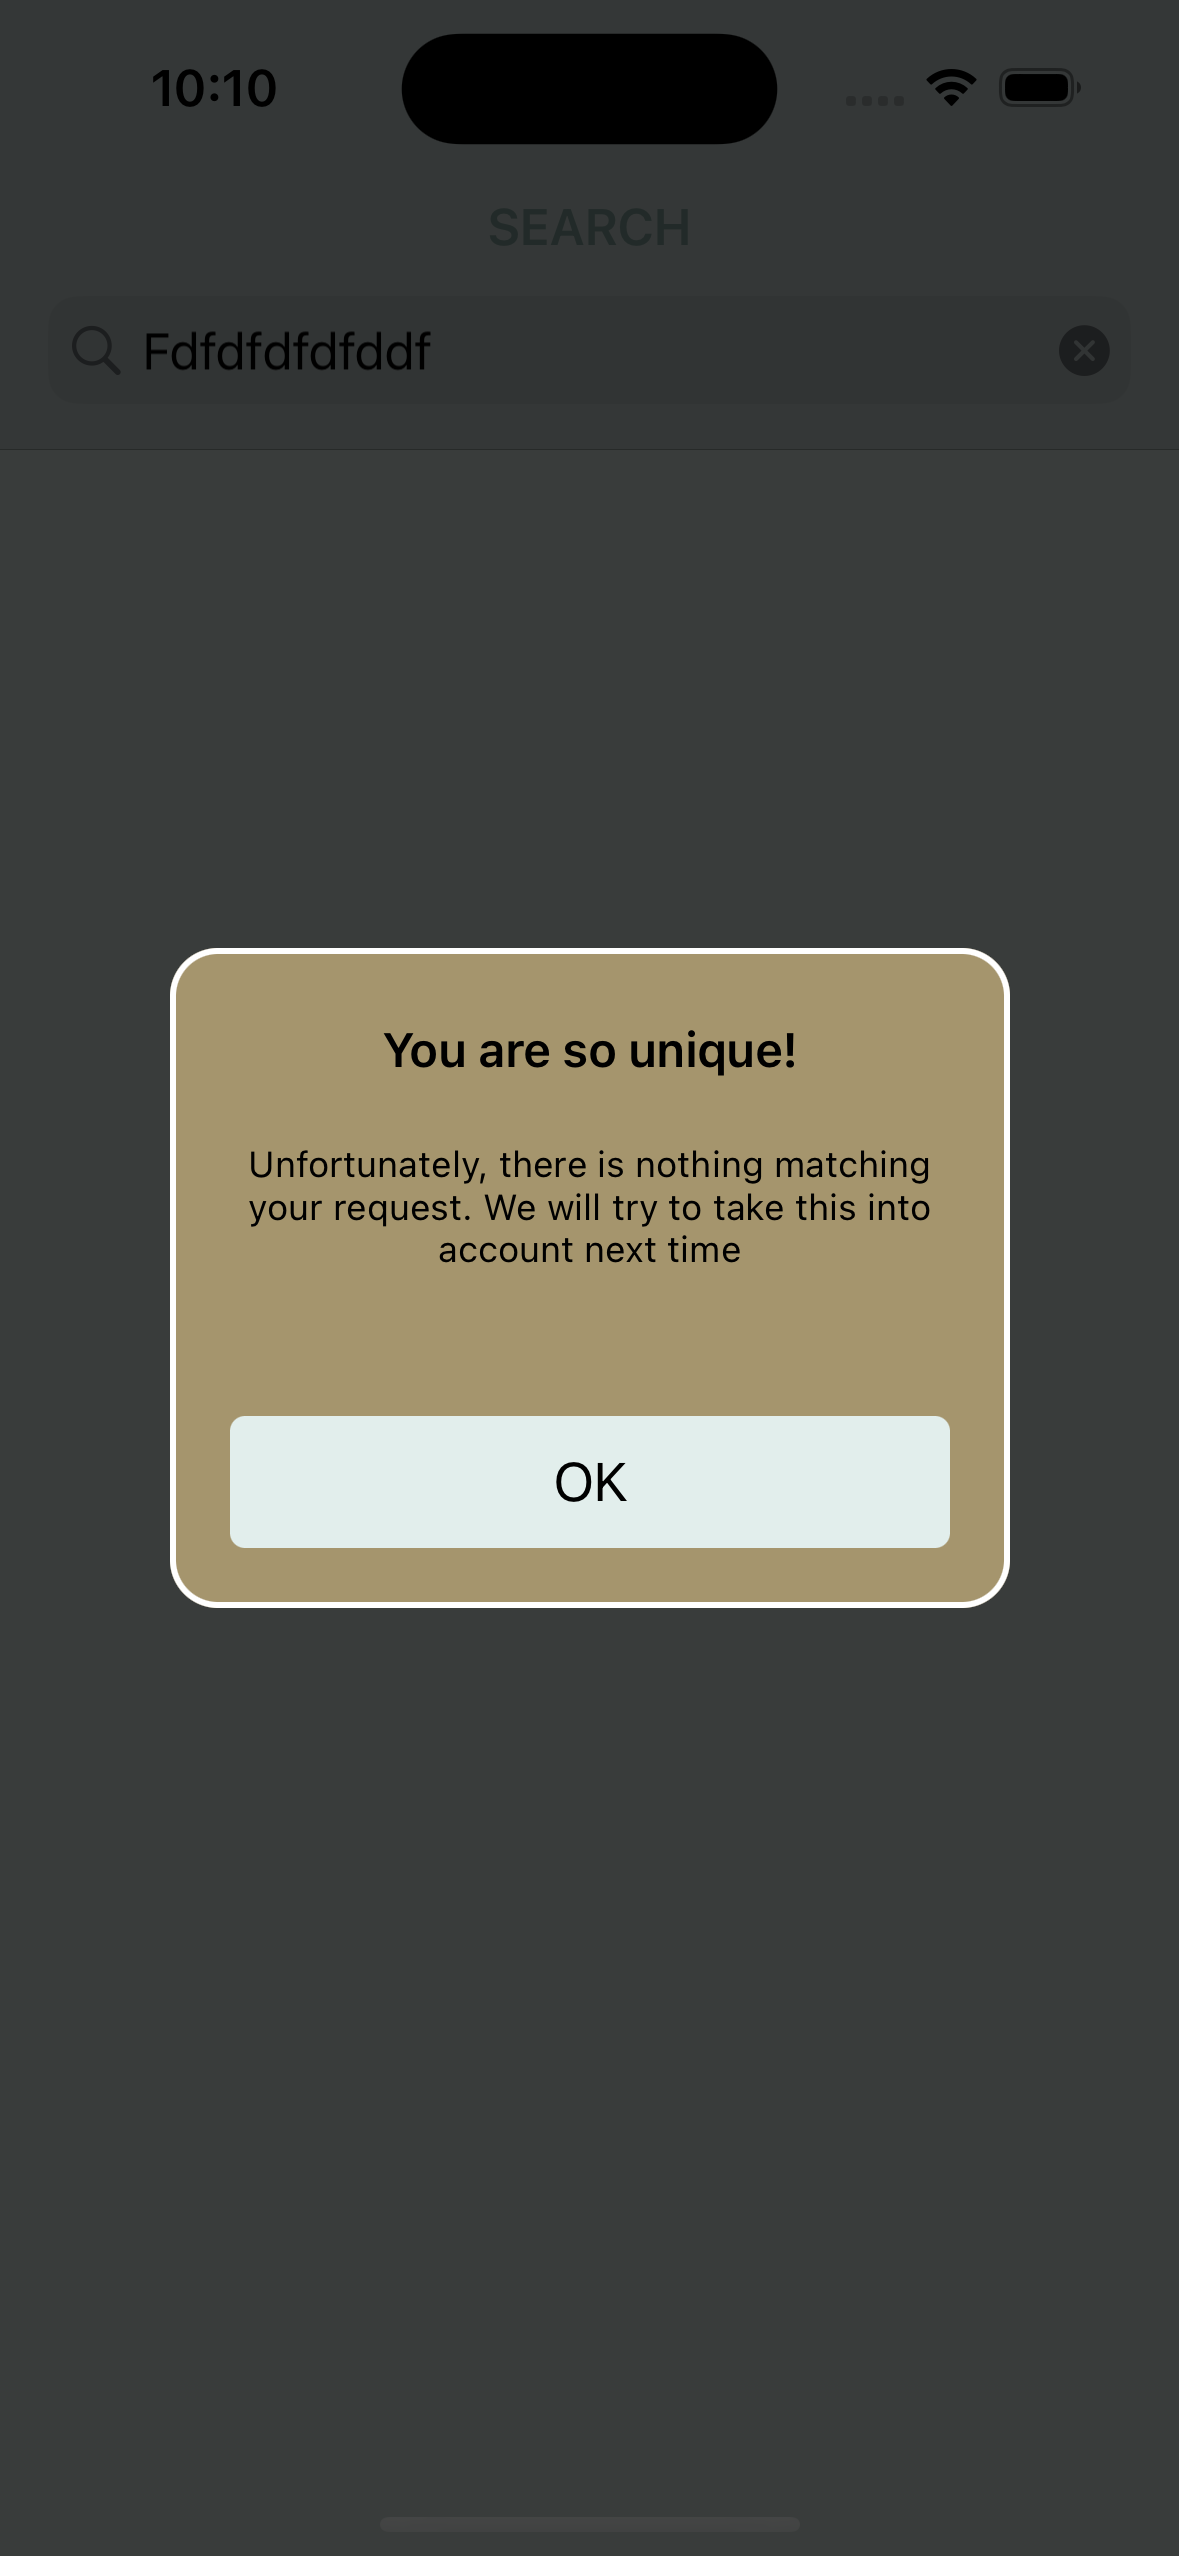 10:10
SEARCH
Fdfdfdfdfddf
You are so unique!
Unfortunately, there is nothing matching
your request. We will try to take this into
account next time
OK